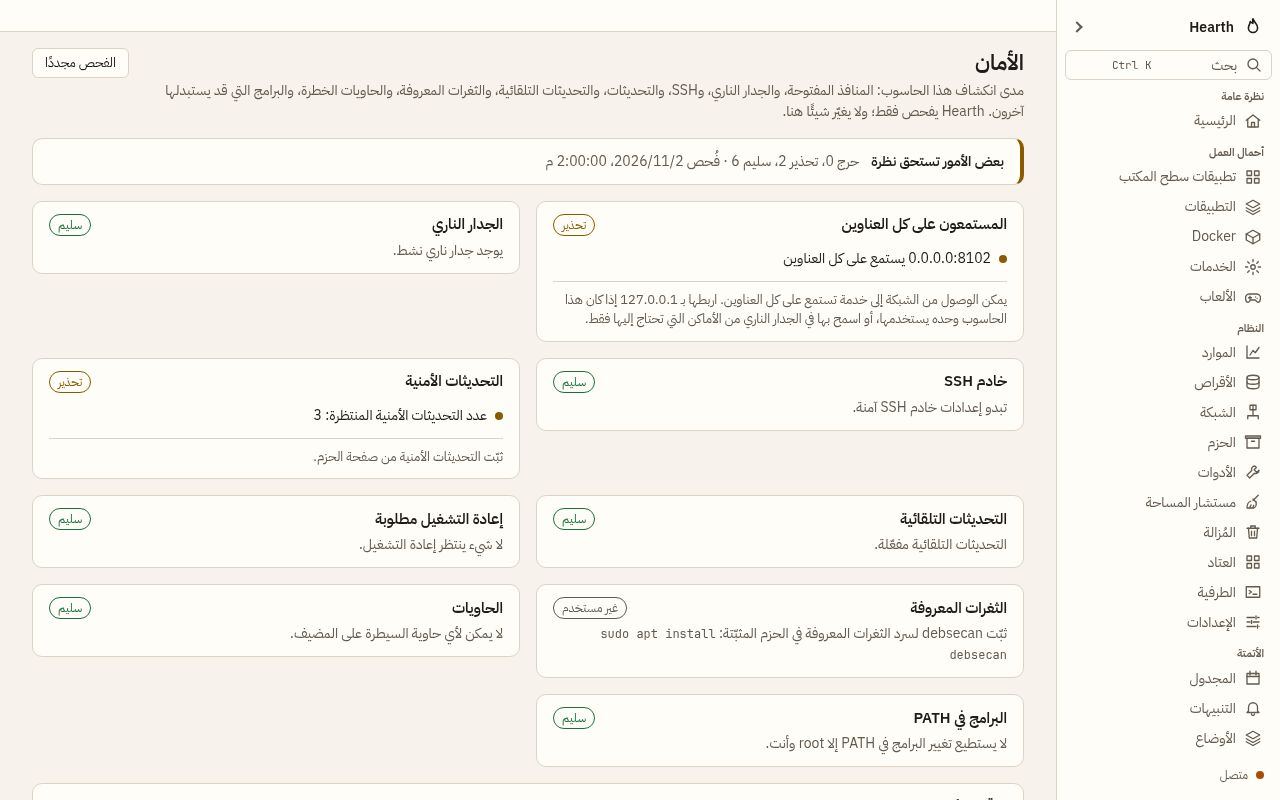 Hearth
بحث
Ctrl K
نظرة عامة
الرئيسية
أحمال العمل
تطبيقات سطح المكتب
التطبيقات
Docker
الخدمات
الألعاب
النظام
الموارد
الأقراص
الشبكة
الحزم
الأدوات
مستشار المساحة
المُزالة
العتاد
الطرفية
الإعدادات
الأتمتة
المجدول
التنبيهات
الأوضاع
متصل
الأمان
الفحص مجددًا
مدى انكشاف هذا الحاسوب: المنافذ المفتوحة، والجدار الناري، وSSH، والتحديثات، والتحديثات التلقائية، والثغرات المعروفة، والحاويات الخطرة، والبرامج التي قد يستبدلها
آخرون. Hearth يفحص فقط؛ ولا يغيّر شيئًا هنا.
بعض الأمور تستحق نظرة حرج 0، تحذير 2، سليم 6 · فُحص 2026/11/2، 2:00:00 م
المستمعون على كل العناوين
تحذير
0.0.0.0:8102 يستمع على كل العناوين
يمكن الوصول من الشبكة إلى خدمة تستمع على كل العناوين. اربطها بـ 127.0.0.1 إذا كان هذا
الحاسوب وحده يستخدمها، أو اسمح بها في الجدار الناري من الأماكن التي تحتاج إليها فقط.
الجدار الناري
سليم
يوجد جدار ناري نشط.
خادم SSH
سليم
تبدو إعدادات خادم SSH آمنة.
التحديثات الأمنية
تحذير
عدد التحديثات الأمنية المنتظرة: 3
ثبّت التحديثات الأمنية من صفحة الحزم.
التحديثات التلقائية
سليم
التحديثات التلقائية مفعّلة.
إعادة التشغيل مطلوبة
سليم
لا شيء ينتظر إعادة التشغيل.
الثغرات المعروفة
غير مستخدم
ثبّت debsecan لسرد الثغرات المعروفة في الحزم المثبّتة: sudo apt install
debsecan
الحاويات
سليم
لا يمكن لأي حاوية السيطرة على المضيف.
البرامج في PATH
سليم
لا يستطيع تغيير البرامج في PATH إلا root وأنت.